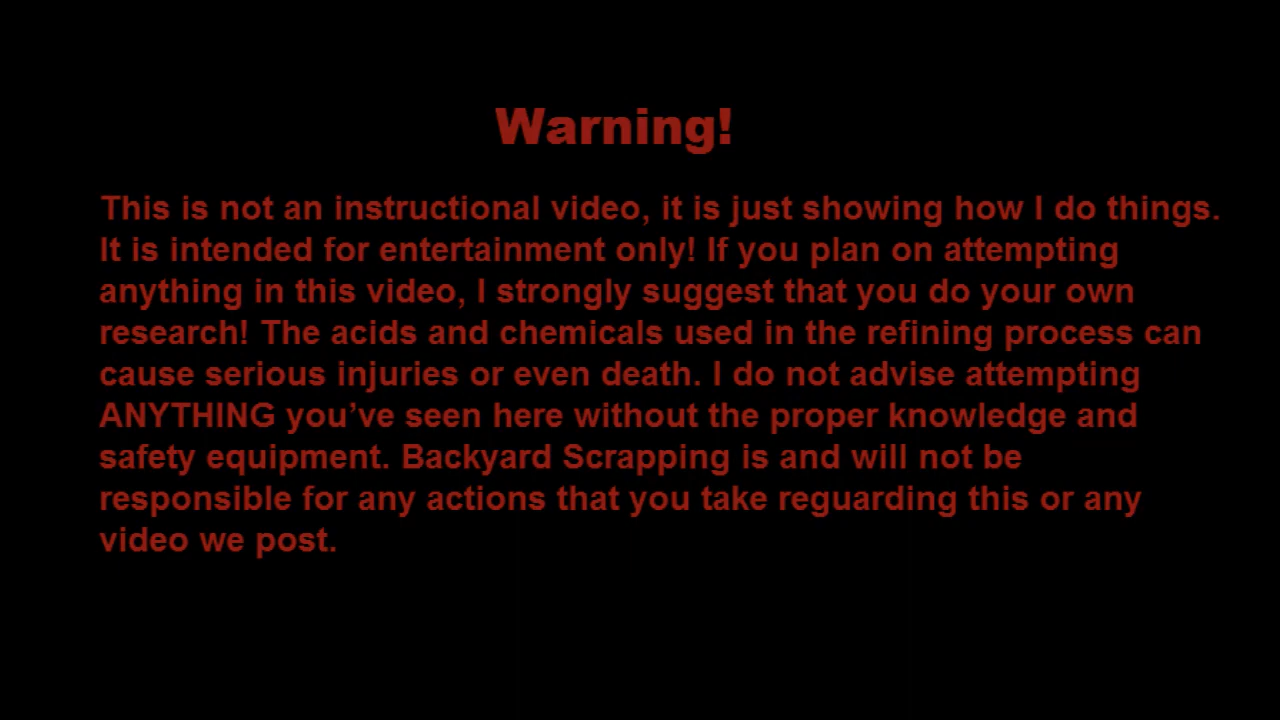 Warning!
This is not an instructional video, it is just showing how I do things.
It is intended for entertainment only! If you plan on attempting
anything in this video, I strongly suggest that you do your own
research! The acids and chemicals used in the refining process can
cause serious injuries or even death. I do not advise attempting
ANYTHING you’ve seen here without the proper knowledge and
safety equipment. Backyard Scrapping is and will not be
responsible for any actions that you take reguarding this or any
video we post.